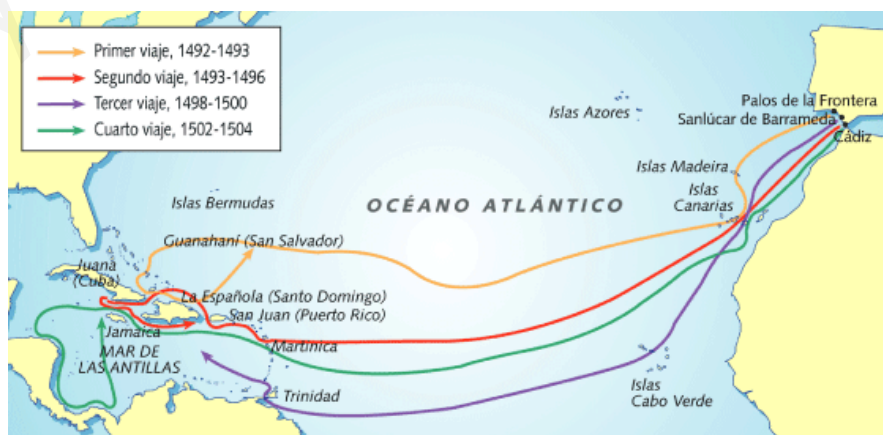 Primer viaje, 1492-1493
Segundo viaje, 1493-1496
Tercer viaje, 1498-1500
Cuarto viaje, 1502-1504
Palos de la Frontera
Sanlúcar de Barrameda
Cádiz
Islas Azores
Islas Madeira
Islas
Canarias
Islas Bermudas
OCÉANO ATLÁNTICO
Guanahaní (San Salvador)
Juana
(Cuba)
La Española (Santo Domingo)
San Juan (Puerto Rico)
Jamaica
MAR DE
LAS ANTILLAS
Martinica
Trinidad
Islas
Cabo Verde